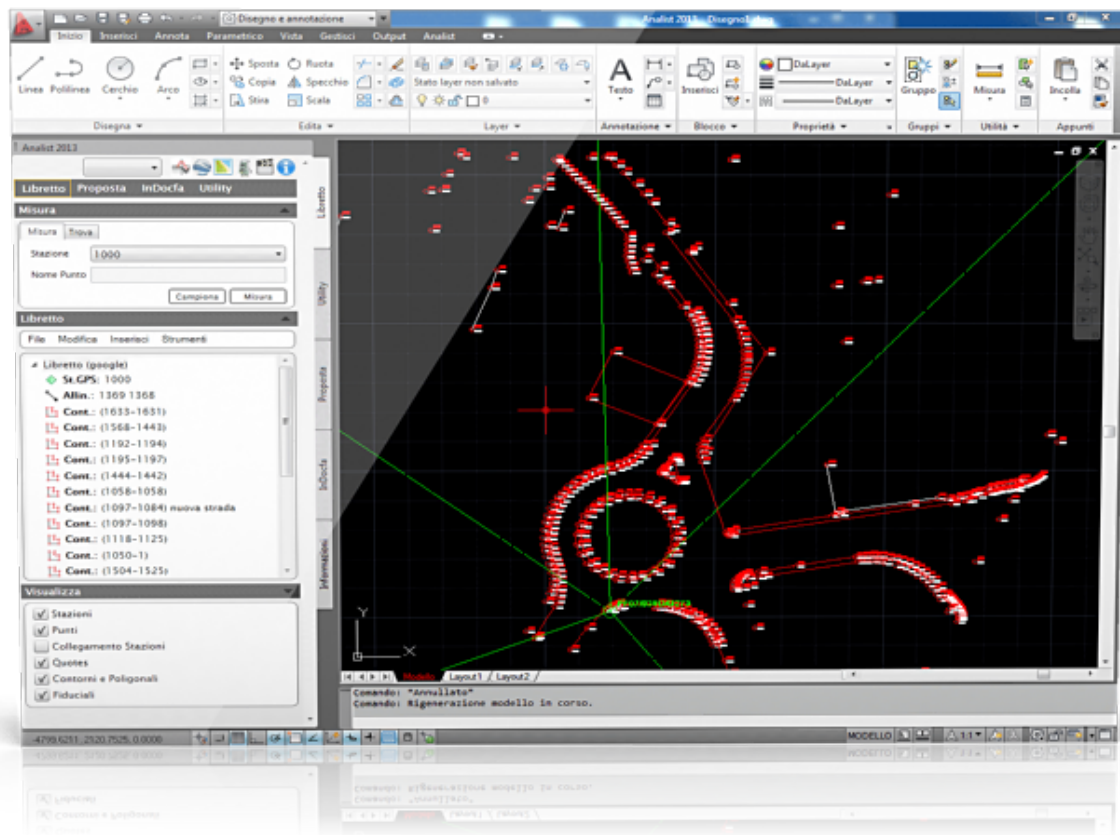 Disegno e annotazione
Analist 2013
Inizio Inserisci Annota Parametrico Vista Gestisci Output Analist
Linea Polilinea Cerchio Arco
Sposta Ruota
Copia Specchio
Stira Scala
Stato layer non salvato
0
Testo
Inserisci
DaLayer
DaLayer
DaLayer
Gruppo
Misura
Incolla
Disegna Edita Layer Annotazione Blocco Proprietà Gruppi Utilità Appunti
Analist 2013
Libretto Proposta InDocfa Utility
Misura
Misura Trova
Stazione 1000
Nome Punto
Campiona Misura
Libretto
File Modifica Inserisci Strumenti
Libretto (google)
St.GPS: 1000
Allin.: 1369 1368
Cont.: (1633-1631)
Cont.: (1568-1443)
Cont.: (1192-1194)
Cont.: (1195-1197)
Cont.: (1444-1442)
Cont.: (1058-1058)
Cont.: (1097-1084) nuova strada
Cont.: (1097-1098)
Cont.: (1118-1125)
Cont.: (1050-1)
Cont.: (1504-1525)
Visualizza
Stazioni
Punti
Collegamento Stazioni
Quotes
Contorni e Poligonali
Fiduciali
Libretto
Utility
Proposta
InDocfa
Informazioni
Y
X
Modello Layout1 Layout2
Comando: *Annullato*
Comando: Rigenerazione modello in corso.
MODELLO
1:1